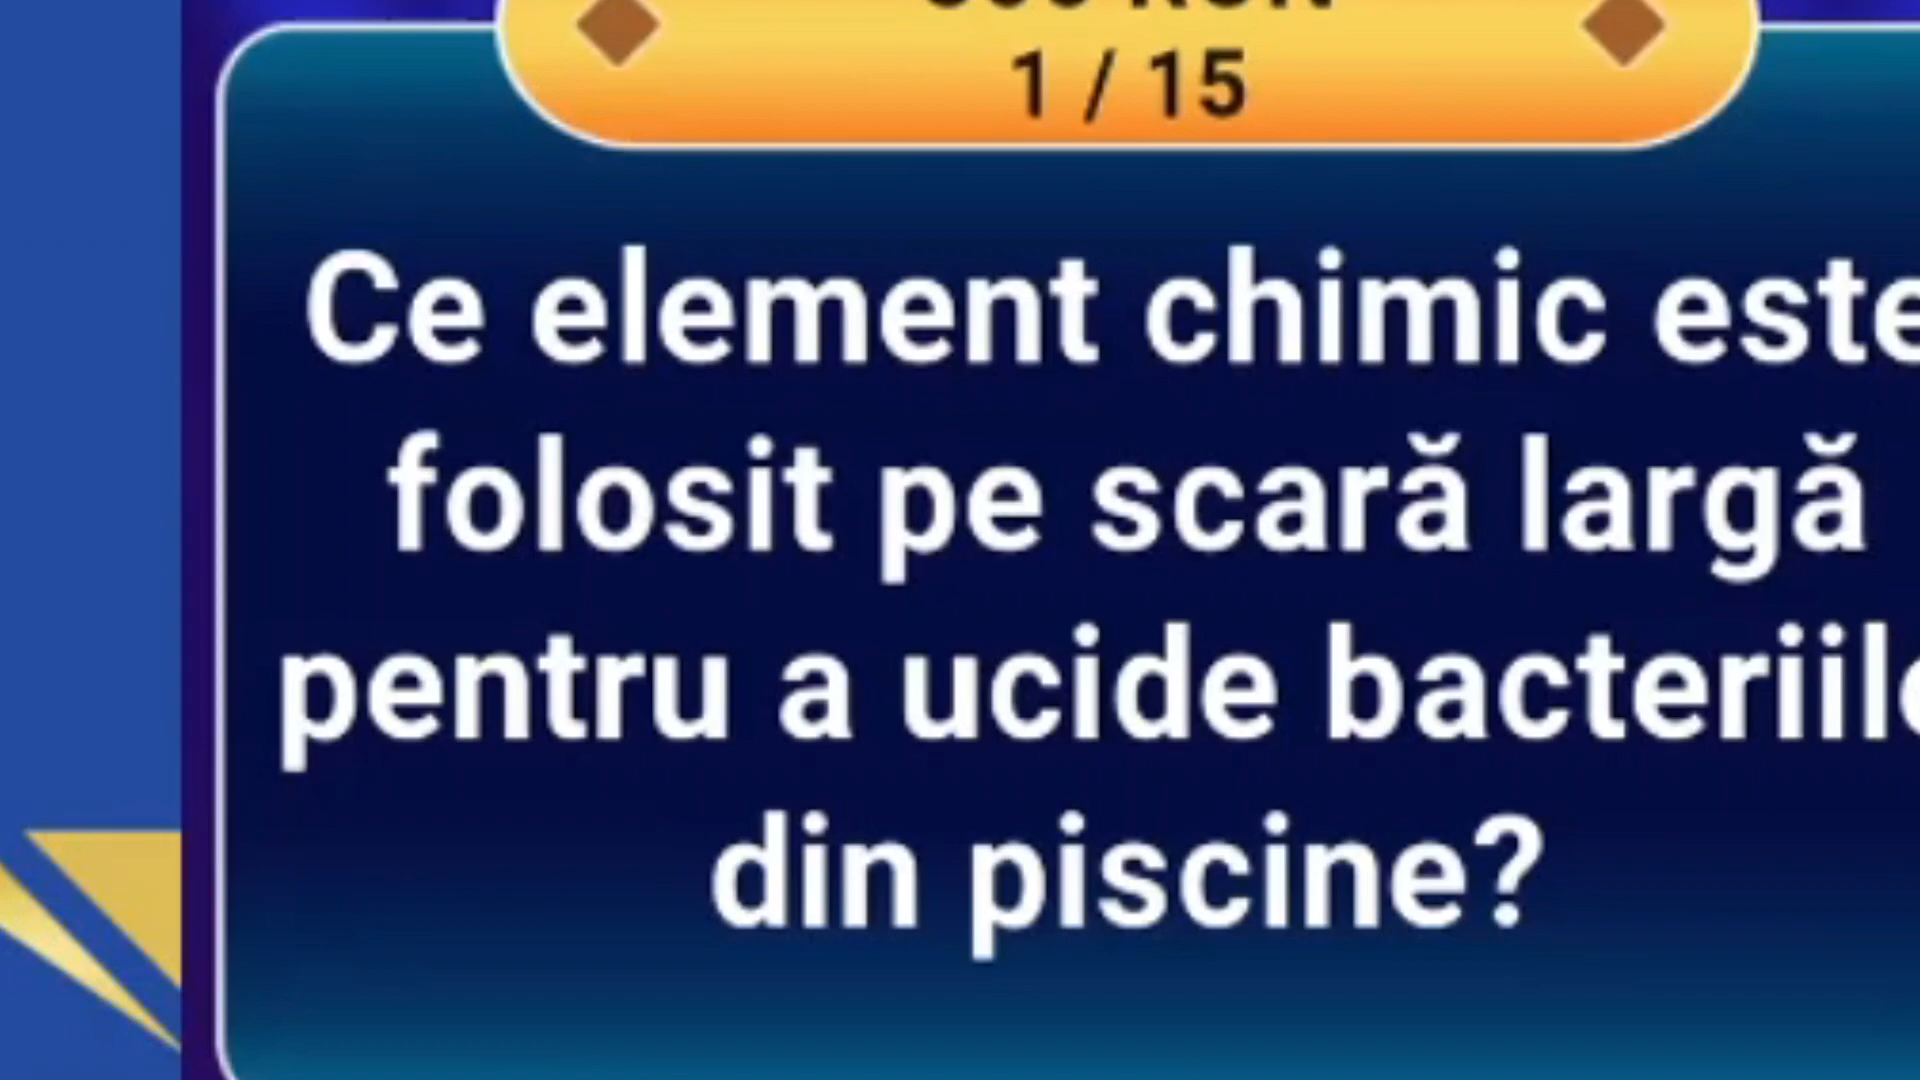 1 / 15
Ce element chimic este
folosit pe scară largă
pentru a ucide bacteriile
din piscine?